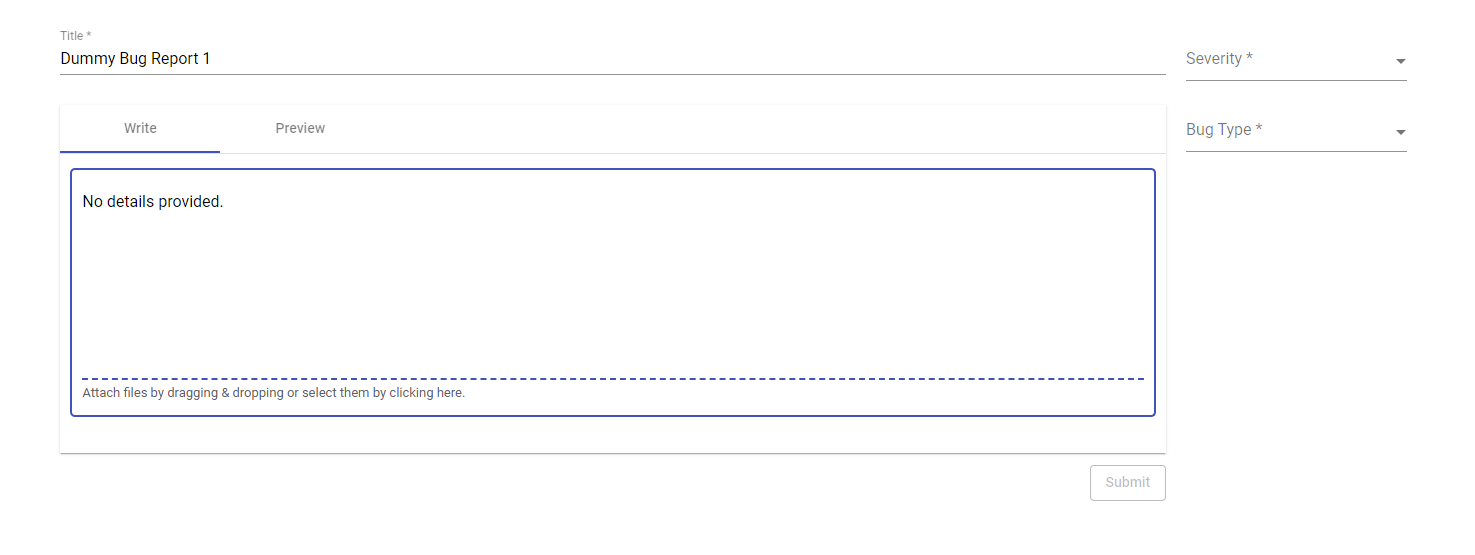 Title *
Dummy Bug Report 1
Severity *
Write
Preview
Bug Type *
No details provided.
Attach files by dragging & dropping or select them by clicking here.
Submit